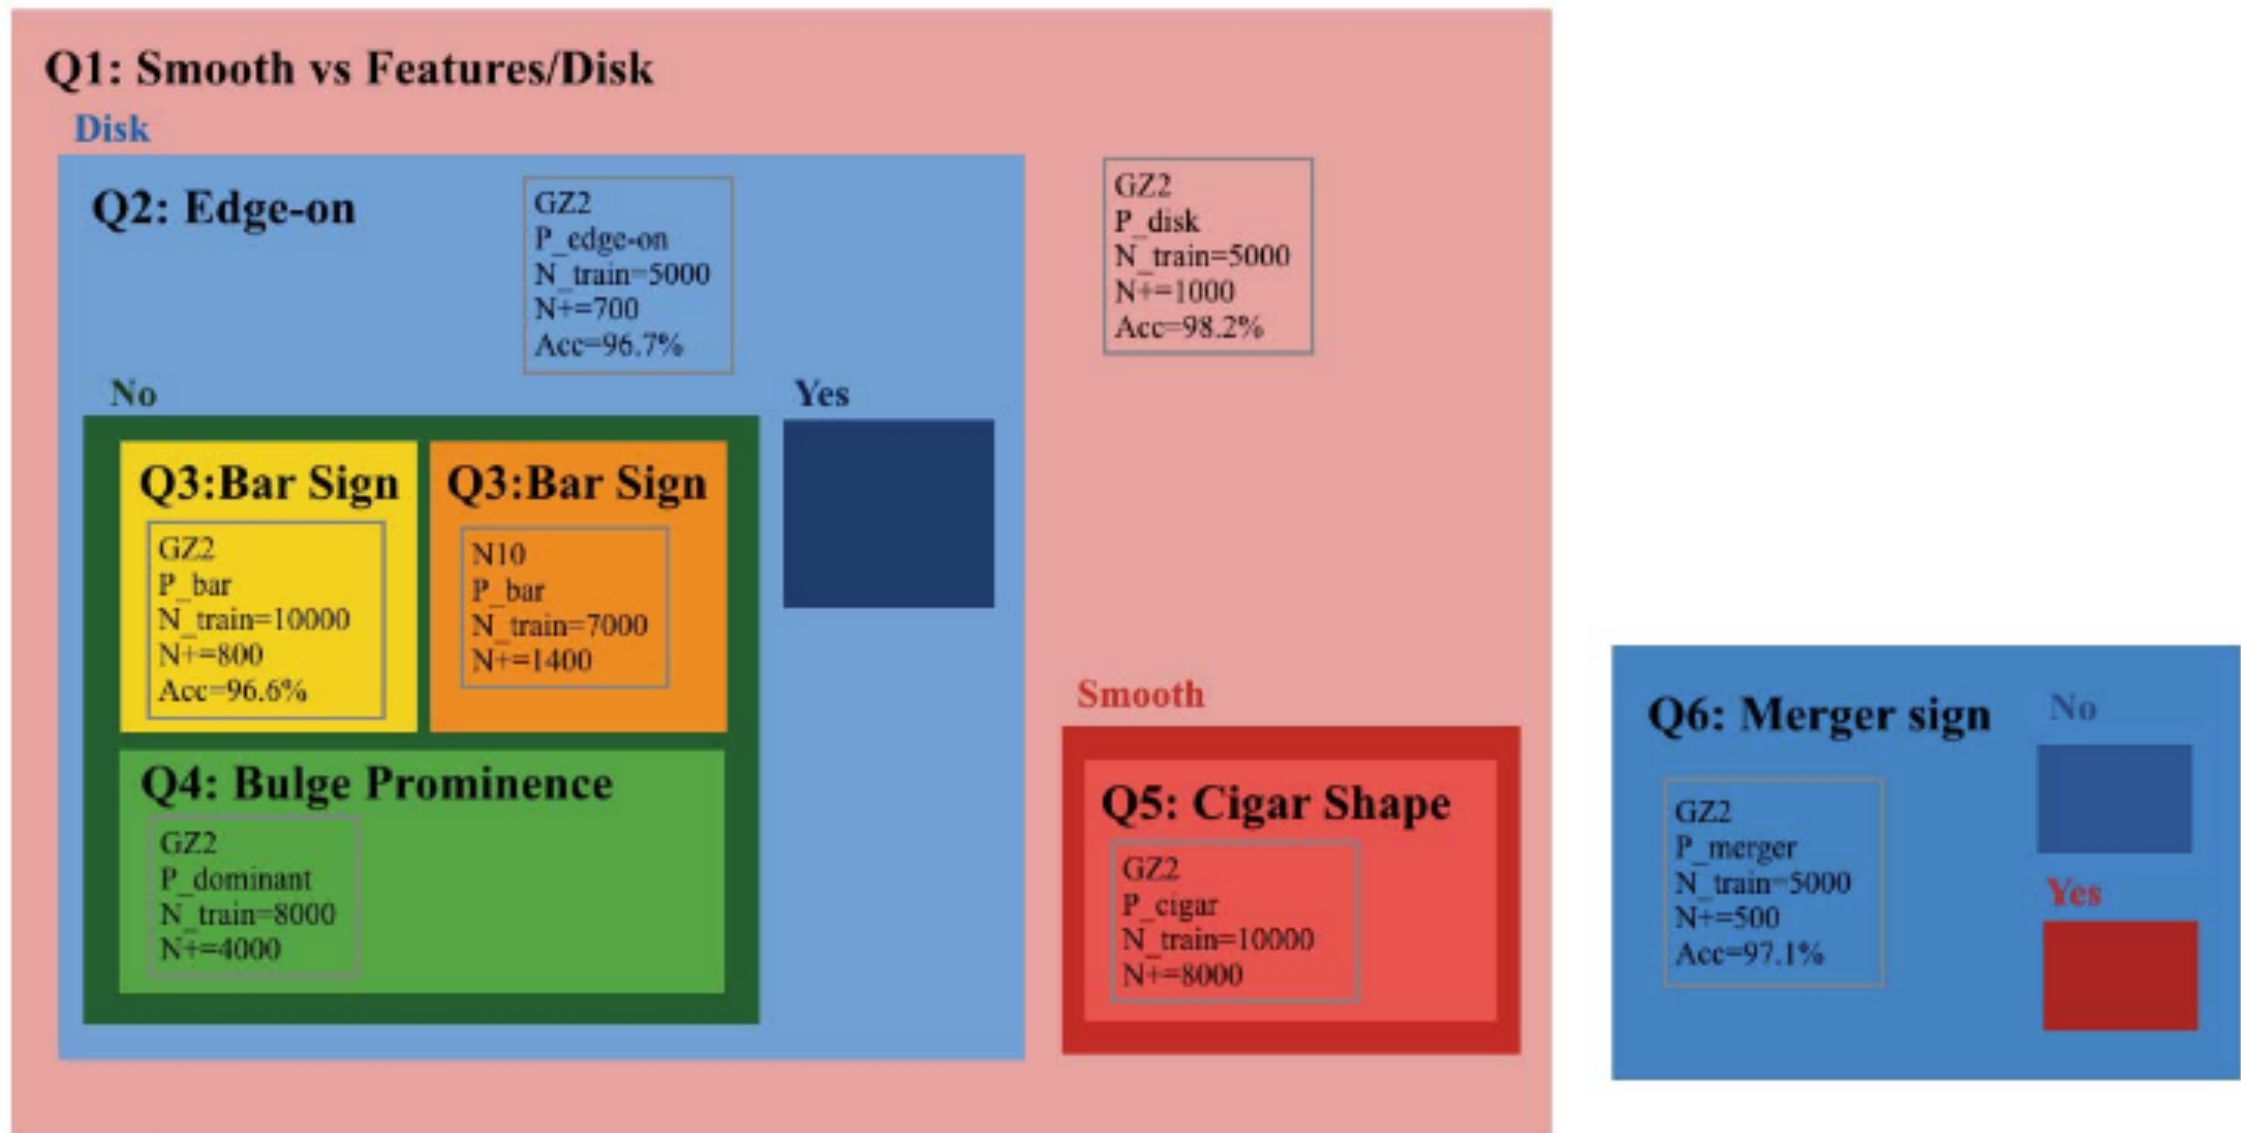 Q1: Smooth vs Features/Disk
Disk
Q2: Edge-on
GZ2
P_edge-on
N_train=5000
N+=700
Acc=96.7%
GZ2
P_disk
N_train=5000
N+=1000
Acc=98.2%
No
Yes
Q3:Bar Sign
GZ2
P_bar
N_train=10000
N+=800
Acc=96.6%
Q3:Bar Sign
N10
P_bar
N_train=7000
N+=1400
Q4: Bulge Prominence
GZ2
P_dominant
N_train=8000
N+=4000
Smooth
Q5: Cigar Shape
GZ2
P_cigar
N_train=10000
N+=8000
Q6: Merger sign
GZ2
P_merger
N_train=5000
N+=500
Acc=97.1%
No
Yes